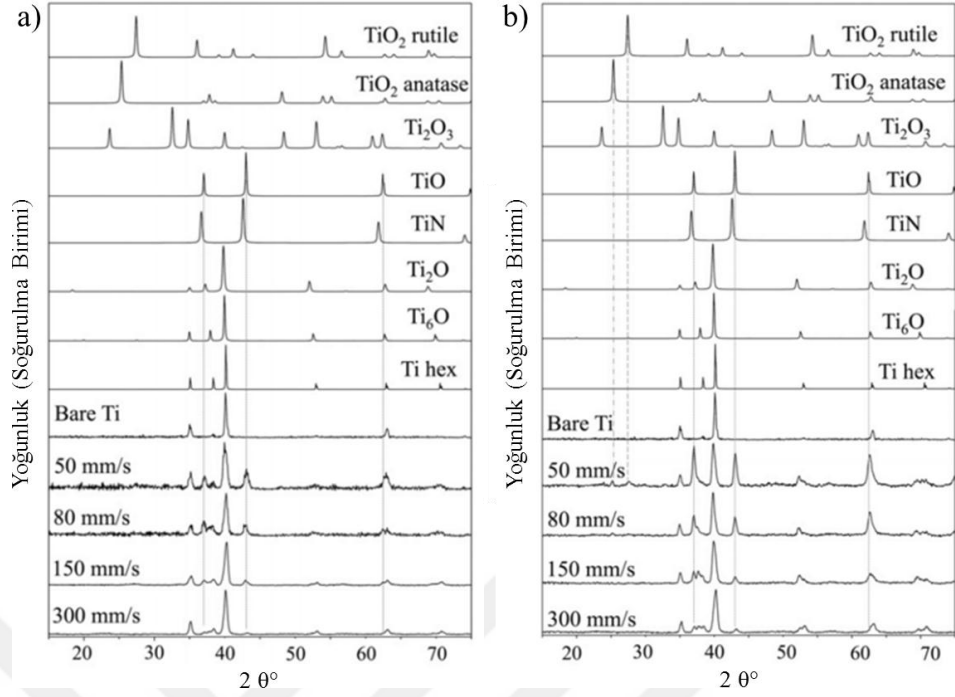 a)
TiO₂ rutile
TiO₂ anatase
Ti₂O₃
TiO
TiN
Ti₂O
Ti₆O
Ti hex
Bare Ti
50 mm/s
80 mm/s
150 mm/s
300 mm/s
20 30 40 50 60 70
2 θ°
Yoğunluk (Soğurulma Birimi)
b)
TiO₂ rutile
TiO₂ anatase
Ti₂O₃
TiO
TiN
Ti₂O
Ti₆O
Ti hex
Bare Ti
50 mm/s
80 mm/s
150 mm/s
300 mm/s
20 30 40 50 60 70
2 θ°
Yoğunluk (Soğurulma Birimi)